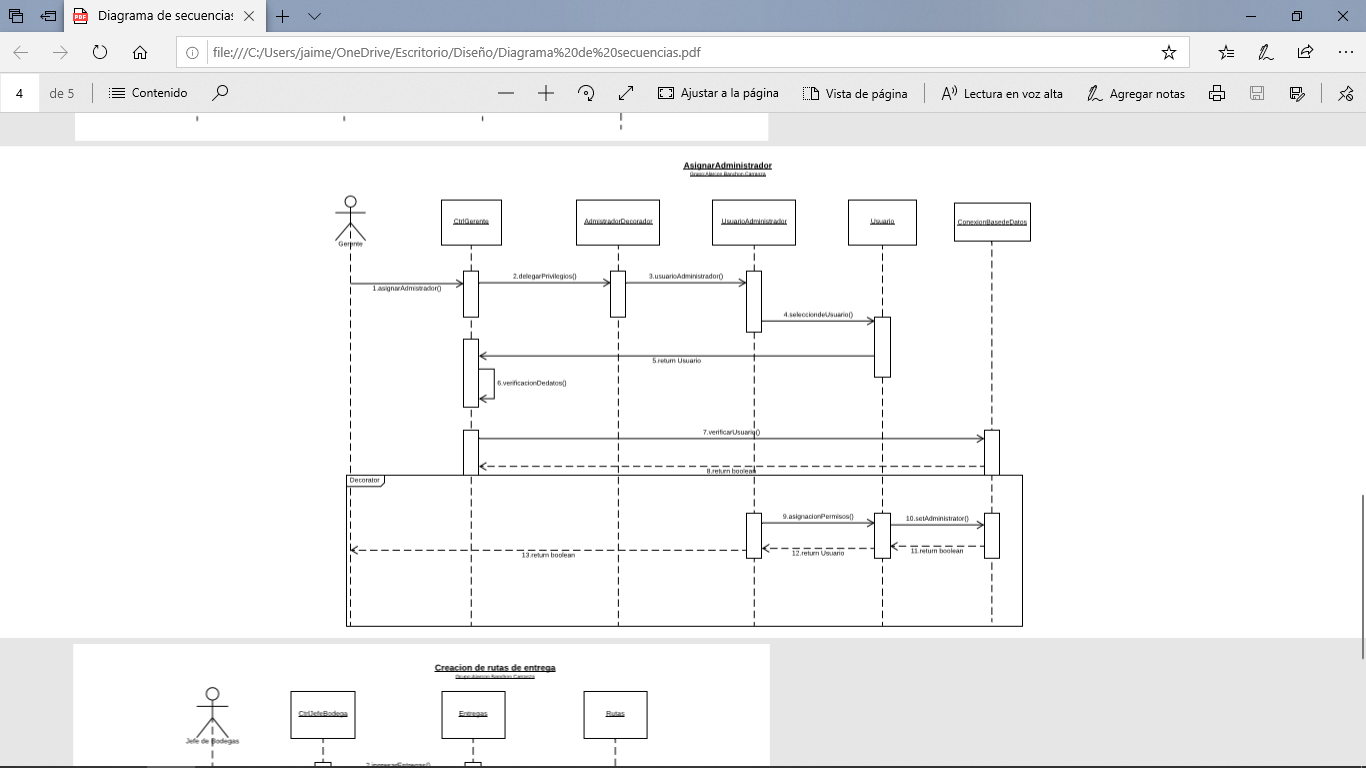 Diagrama de secuencias
file:///C:/Users/jaime/OneDrive/Escritorio/Diseño/Diagrama%20de%20secuencias.pdf
4 de 5 Contenido Ajustar a la página Vista de página Lectura en voz alta Agregar notas
AsignarAdministrador
Gerente
CtrlGerente
AdmistradorDecorador
UsuarioAdministrador
Usuario
ConexionBasedeDatos
1.asignarAdmistrador()
2.delegarPrivilegios()
3.usuarioAdministrador()
4.selecciondeUsuario()
5.return Usuario
6.verificacionDedatos()
7.verificarUsuario()
8.return boolean
Decorator
9.asignacionPermisos()
10.setAdministrator()
11.return boolean
12.return Usuario
13.return boolean
Creacion de rutas de entrega
Jefe de Bodegas
CtrlJefeBodega
Entregas
Rutas
2.ingresarEntregas()